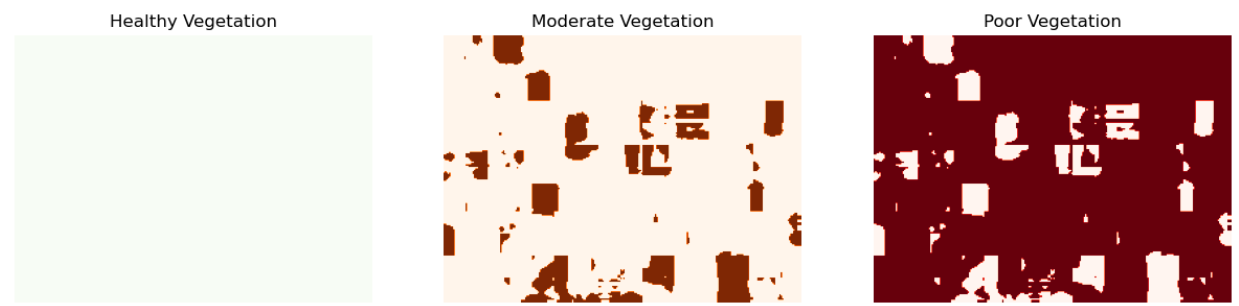 Healthy Vegetation
Moderate Vegetation
Poor Vegetation